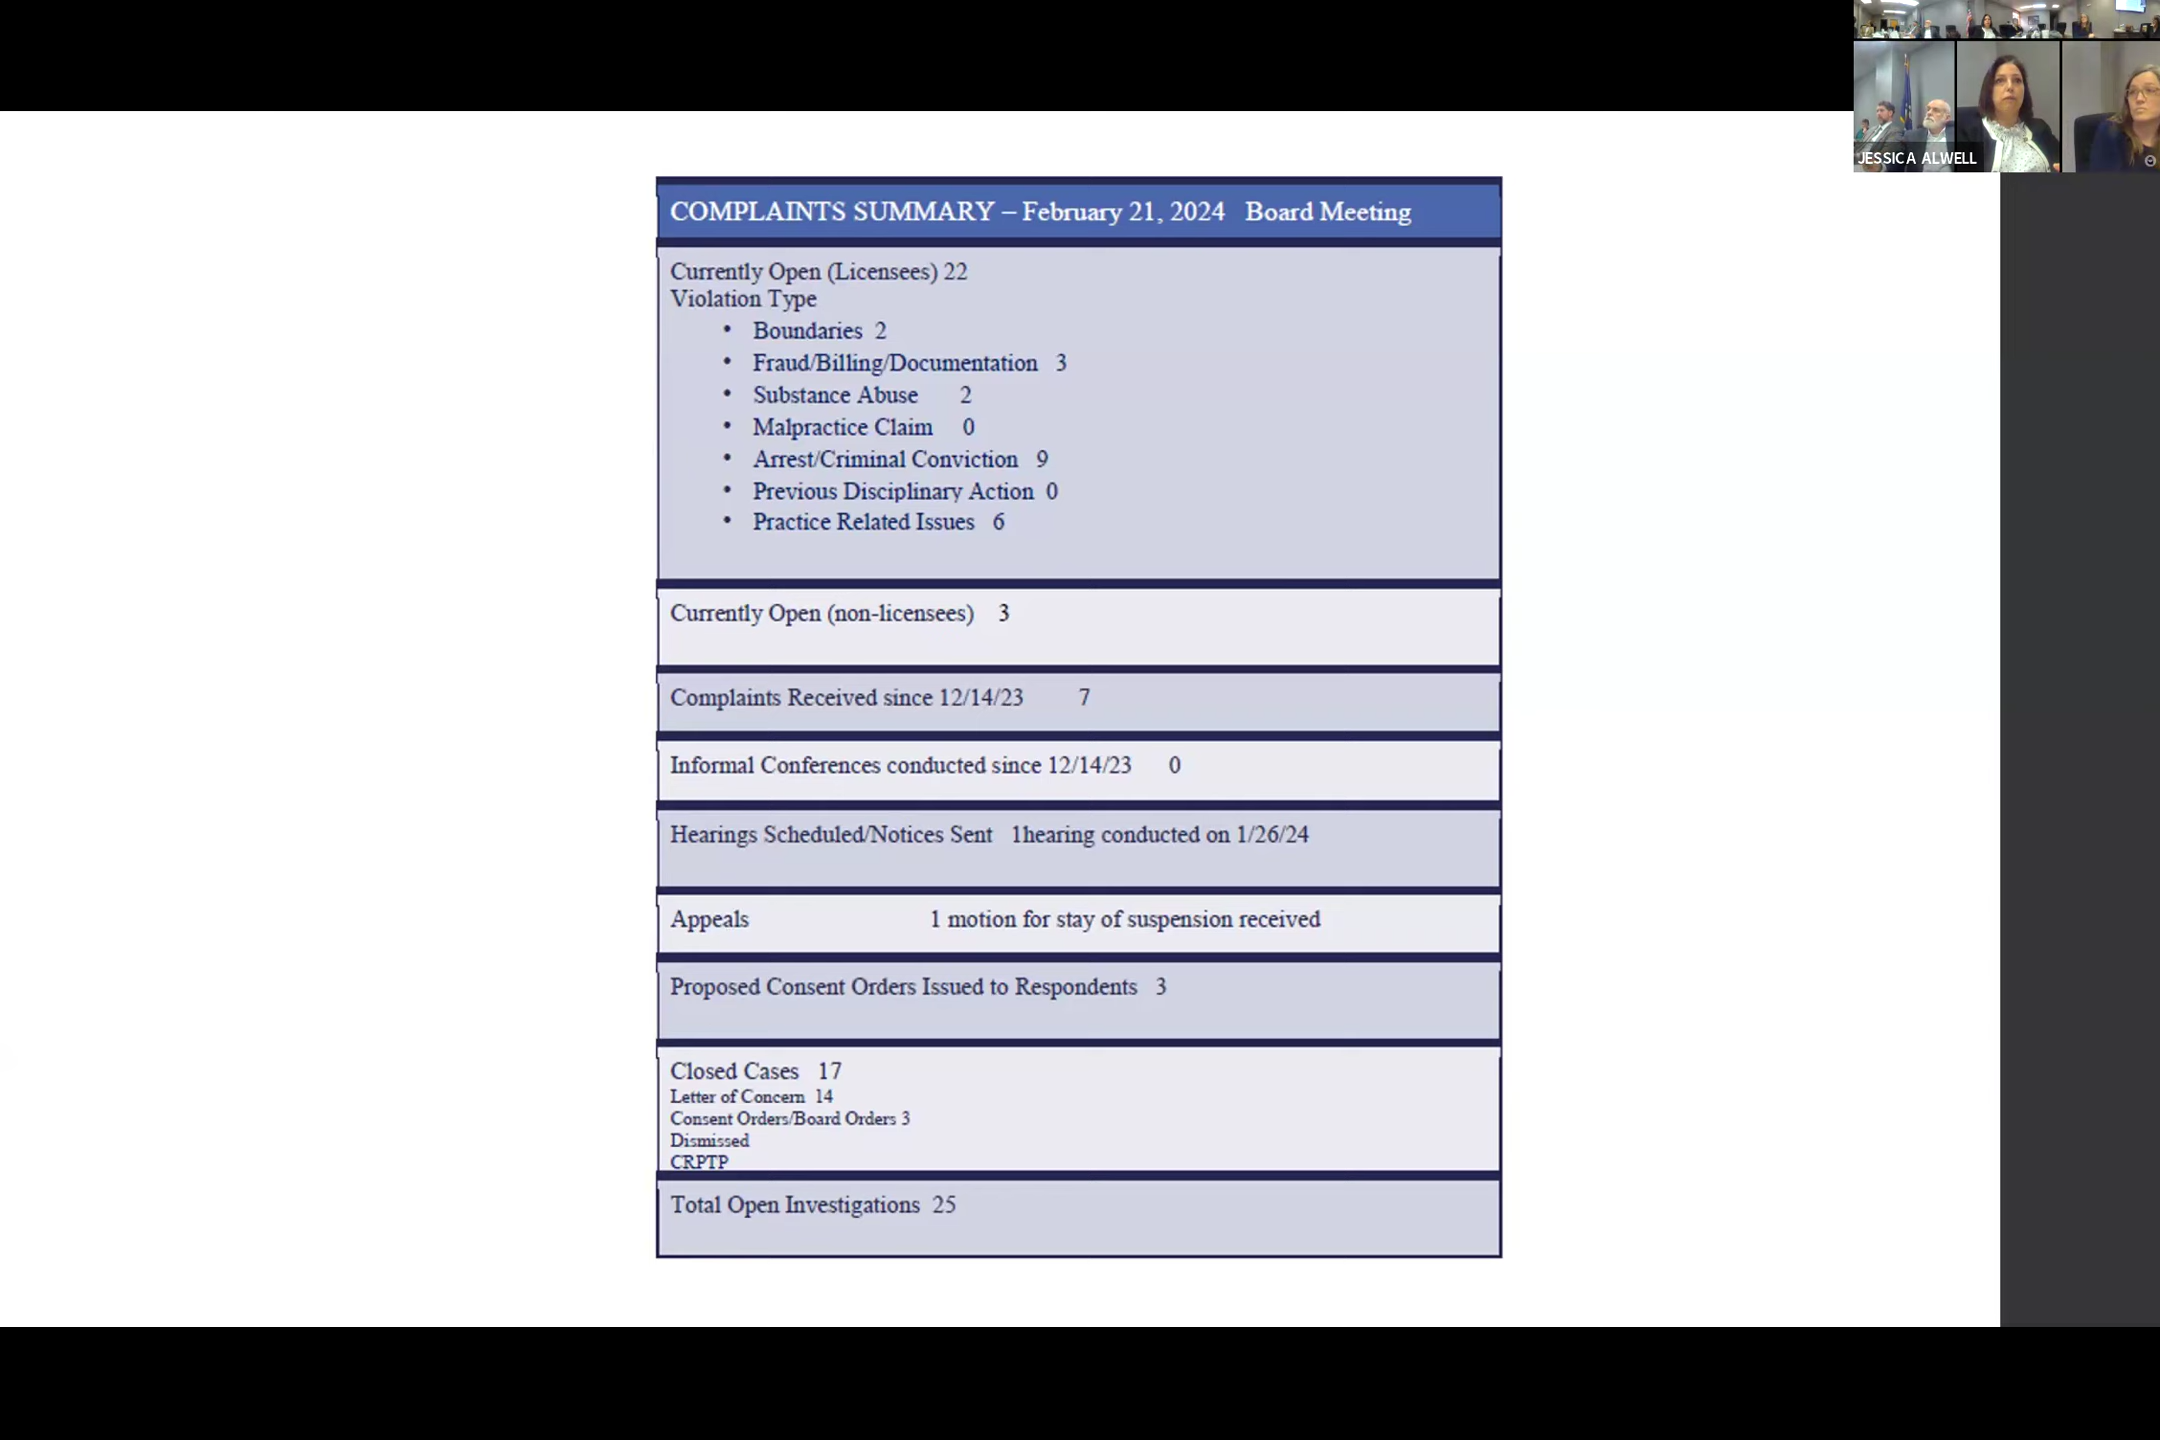 JESSICA ALWELL
COMPLAINTS SUMMARY – February 21, 2024 Board Meeting
Currently Open (Licensees) 22
Violation Type
• Boundaries 2
• Fraud/Billing/Documentation 3
• Substance Abuse 2
• Malpractice Claim 0
• Arrest/Criminal Conviction 9
• Previous Disciplinary Action 0
• Practice Related Issues 6
Currently Open (non-licensees) 3
Complaints Received since 12/14/23 7
Informal Conferences conducted since 12/14/23 0
Hearings Scheduled/Notices Sent 1hearing conducted on 1/26/24
Appeals 1 motion for stay of suspension received
Proposed Consent Orders Issued to Respondents 3
Closed Cases 17
Letter of Concern 14
Consent Orders/Board Orders 3
Dismissed
CRPTP
Total Open Investigations 25